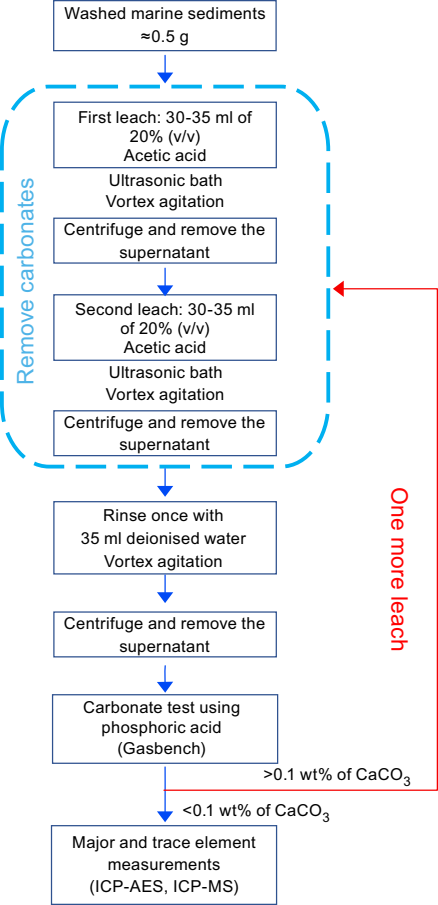 Washed marine sediments
≈0.5 g
First leach: 30-35 ml of
20% (v/v)
Acetic acid
Ultrasonic bath
Vortex agitation
Centrifuge and remove the
supernatant
Second leach: 30-35 ml
of 20% (v/v)
Acetic acid
Ultrasonic bath
Vortex agitation
Centrifuge and remove the
supernatant
Remove carbonates
Rinse once with
35 ml deionised water
Vortex agitation
Centrifuge and remove the
supernatant
Carbonate test using
phosphoric acid
(Gasbench)
>0.1 wt% of CaCO₃
One more leach
<0.1 wt% of CaCO₃
Major and trace element
measurements
(ICP-AES, ICP-MS)